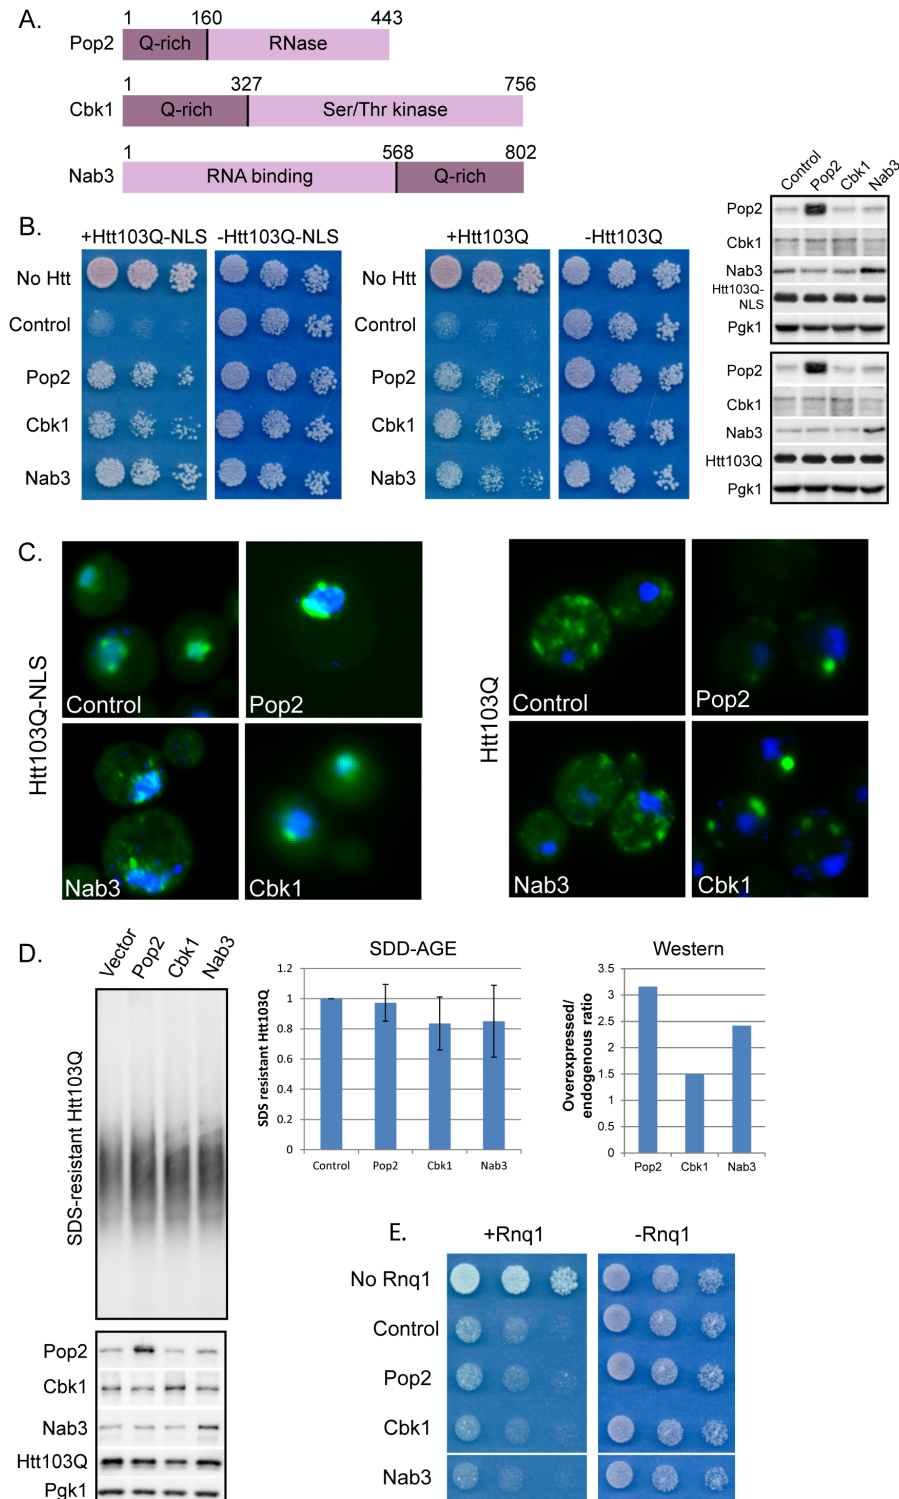 A.
1 160 443
Pop2 Q-rich RNase
1 327 756
Cbk1 Q-rich Ser/Thr kinase
1 568 802
Nab3 RNA binding Q-rich
B.
+Htt103Q-NLS -Htt103Q-NLS
No Htt
Control
Pop2
Cbk1
Nab3
+Htt103Q -Htt103Q
No Htt
Control
Pop2
Cbk1
Nab3
Control Pop2 Cbk1 Nab3
Pop2
Cbk1
Nab3
Htt103Q-
NLS
Pgk1
Pop2
Cbk1
Nab3
Htt103Q
Pgk1
C.
Htt103Q-NLS
Control
Pop2
Nab3
Cbk1
Htt103Q
Control
Pop2
Nab3
Cbk1
D.
Vector Pop2 Cbk1 Nab3
SDS-resistant Htt103Q
Pop2
Cbk1
Nab3
Htt103Q
Pgk1
SDD-AGE
SDS resistant Htt103Q
1.2
1
0.8
0.6
0.4
0.2
0
Control Pop2 Cbk1 Nab3
Western
Overexpressed/
endogenous ratio
3.5
3
2.5
2
1.5
1
0.5
0
Pop2 Cbk1 Nab3
E.
+Rnq1 -Rnq1
No Rnq1
Control
Pop2
Cbk1
Nab3